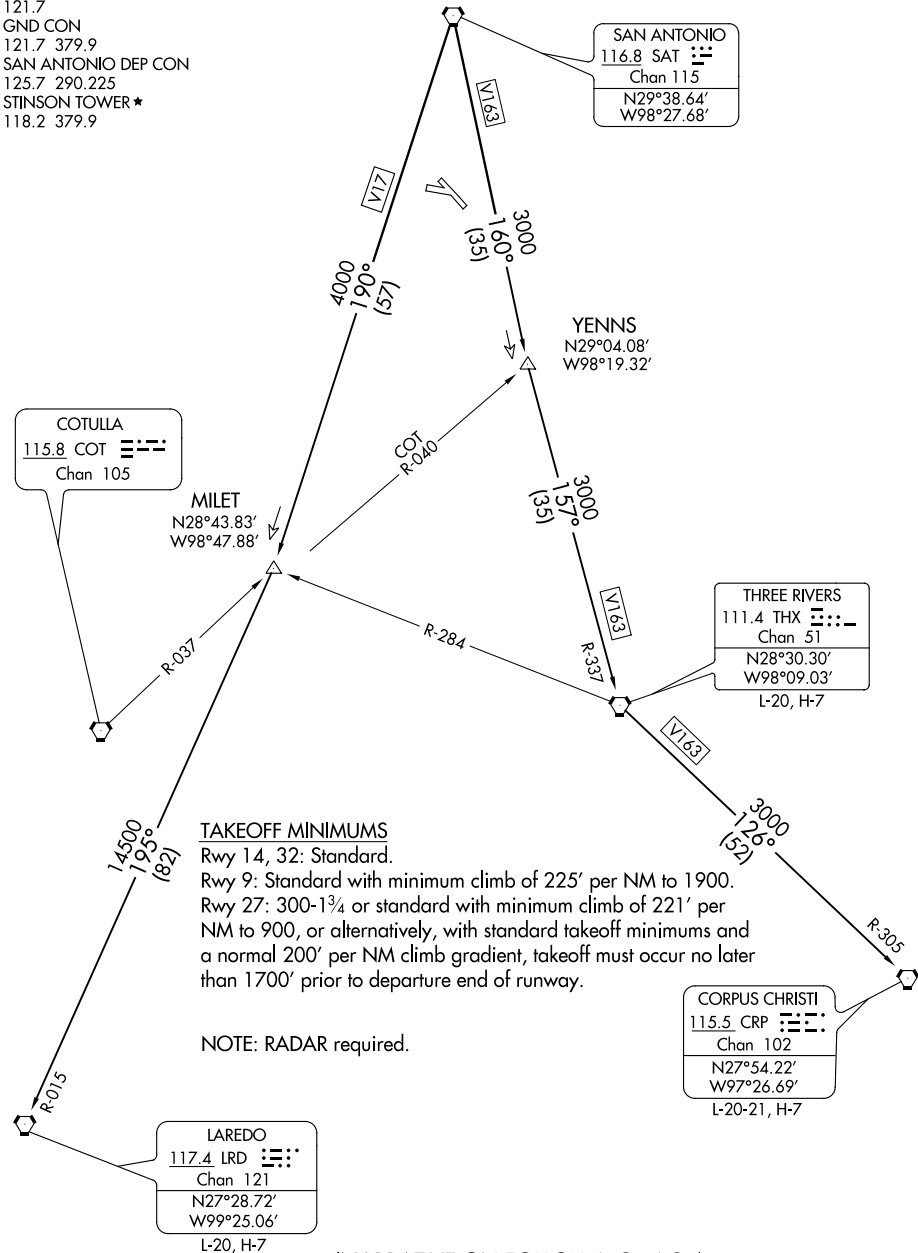 121.7
GND CON
121.7 379.9
SAN ANTONIO DEP CON
125.7 290.225
STINSON TOWER ★
118.2 379.9
SAN ANTONIO
116.8 SAT
Chan 115
N29°38.64′
W98°27.68′
V163
V17
3000
160°
(35)
4000
190°
(57)
YENNS
N29°04.08′
W98°19.32′
COTULLA
115.8 COT
Chan 105
COT
R-040
MILET
N28°43.83′
W98°47.88′
3000
157°
(35)
V163
R-337
R-284
R-037
THREE RIVERS
111.4 THX
Chan 51
N28°30.30′
W98°09.03′
L-20, H-7
V163
3000
126°
(52)
R-305
14500
195°
(82)
TAKEOFF MINIMUMS
Rwy 14, 32: Standard.
Rwy 9: Standard with minimum climb of 225′ per NM to 1900.
Rwy 27: 300-1¾ or standard with minimum climb of 221′ per
NM to 900, or alternatively, with standard takeoff minimums and
a normal 200′ per NM climb gradient, takeoff must occur no later
than 1700′ prior to departure end of runway.
NOTE: RADAR required.
CORPUS CHRISTI
115.5 CRP
Chan 102
N27°54.22′
W97°26.69′
L-20-21, H-7
R-015
LAREDO
117.4 LRD
Chan 121
N27°28.72′
W99°25.06′
L-20, H-7